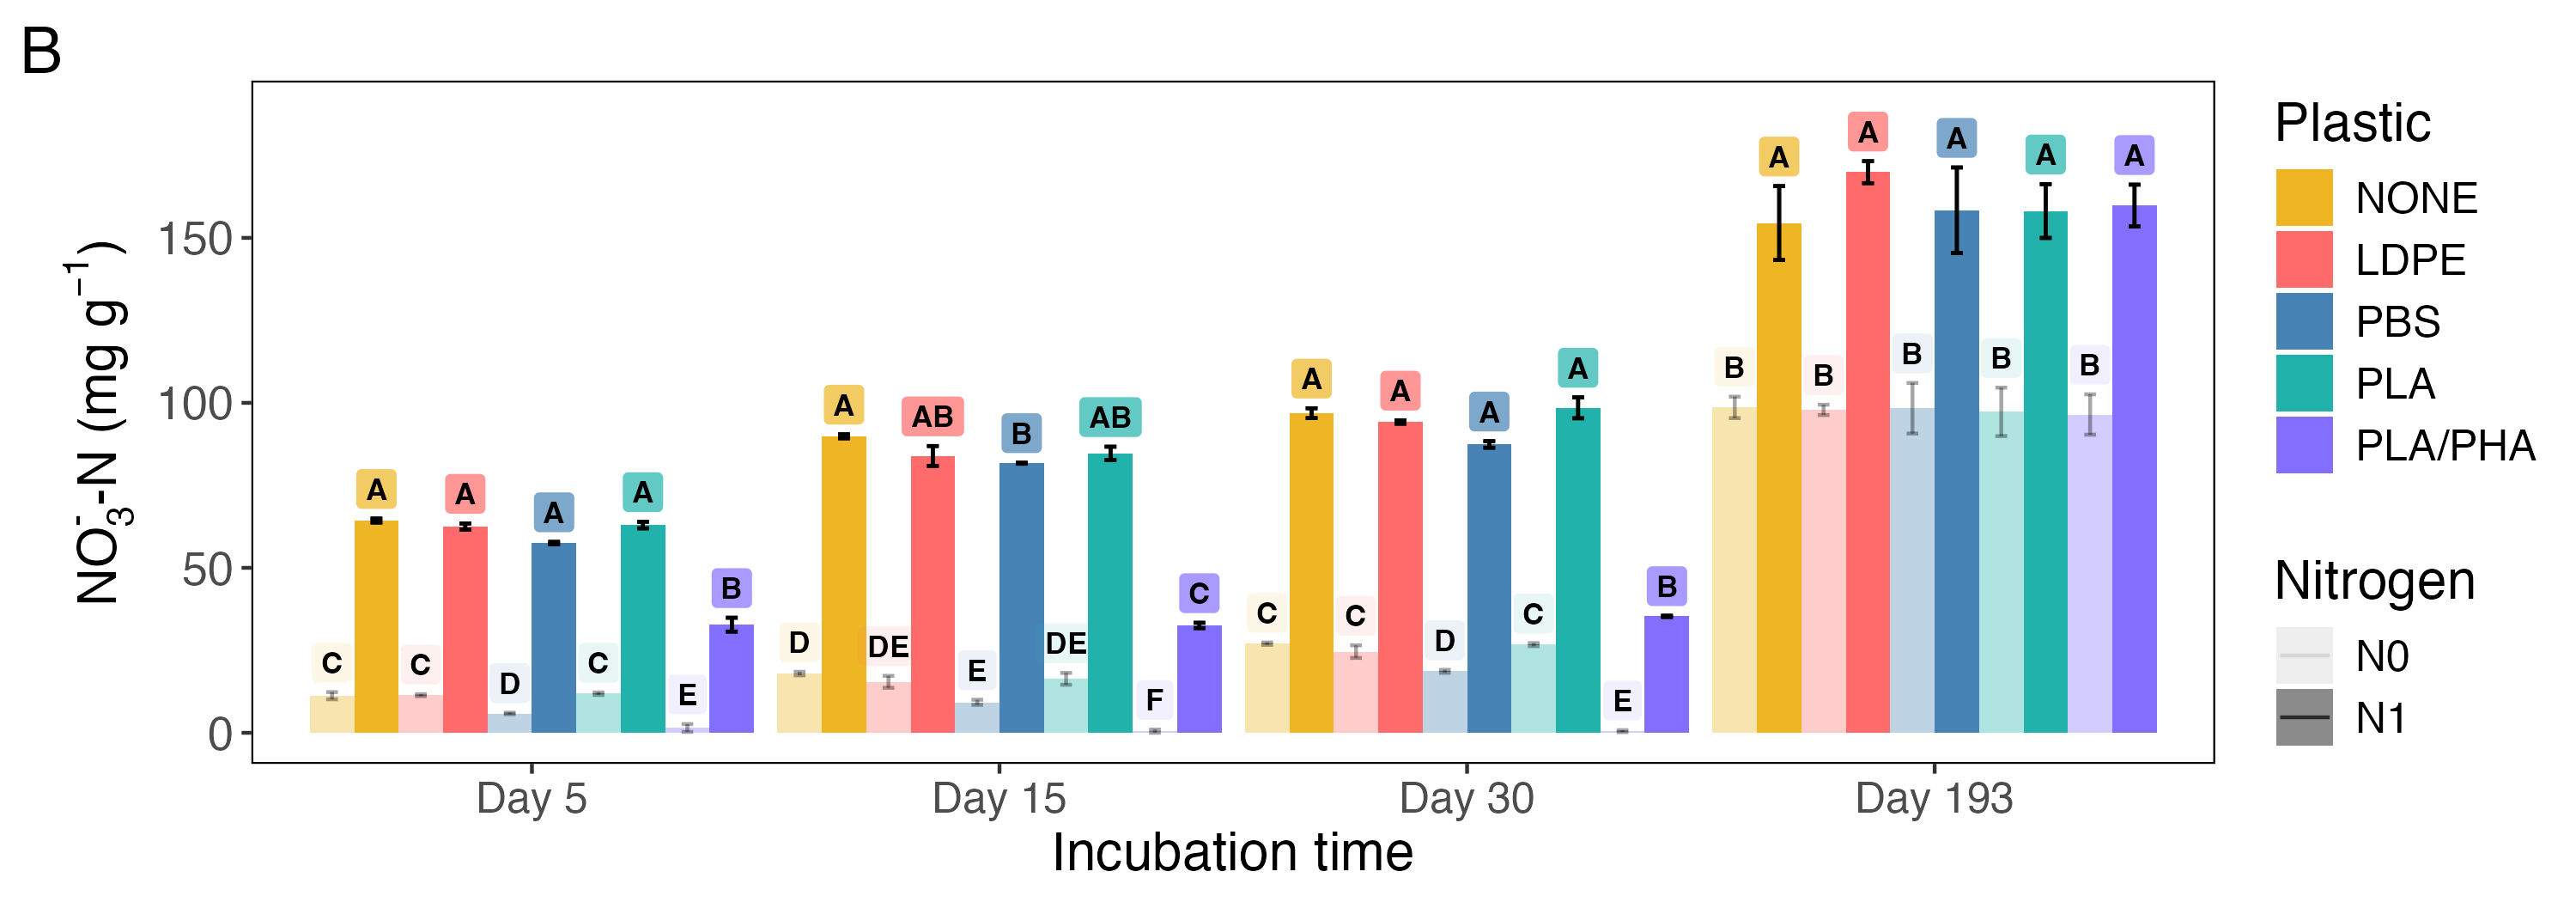 B
NO₃⁻-N (mg g⁻¹)
150
100
50
0
C A C A D A C A E B
D A DE AB E B DE AB F C
C A C A D A C A E B
B A B A B A B A B A
Day 5 Day 15 Day 30 Day 193
Incubation time
Plastic
NONE
LDPE
PBS
PLA
PLA/PHA
Nitrogen
N0
N1